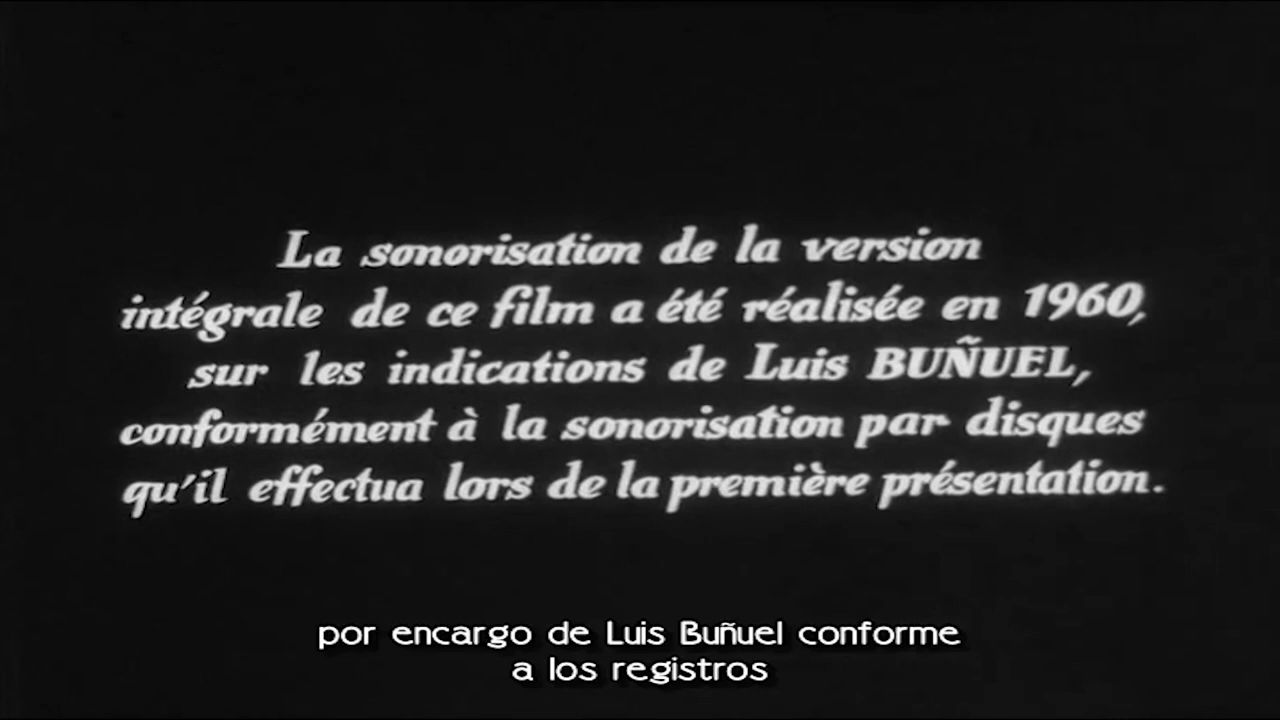 La sonorisation de la version
intégrale de ce film a été réalisée en 1960,
sur les indications de Luis BUÑUEL,
conformément à la sonorisation par disques
qu'il effectua lors de la première présentation.
por encargo de Luis Buñuel conforme
a los registros